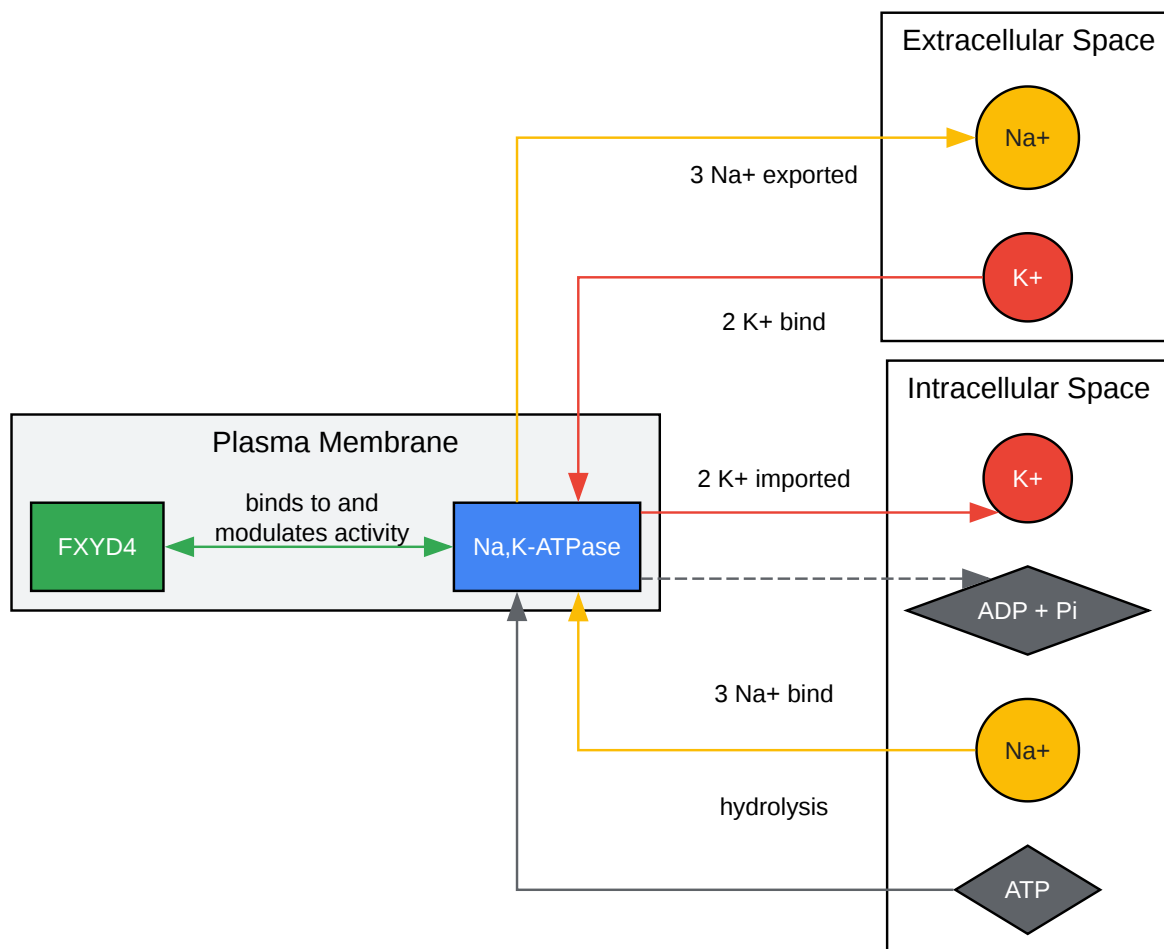 Extracellular Space
Na+
3 Na+ exported
K+
2 K+ bind
Intracellular Space
Plasma Membrane
K+
2 K+ imported
binds to and
modulates activity
FXYD4
Na,K-ATPase
ADP + Pi
3 Na+ bind
Na+
hydrolysis
ATP